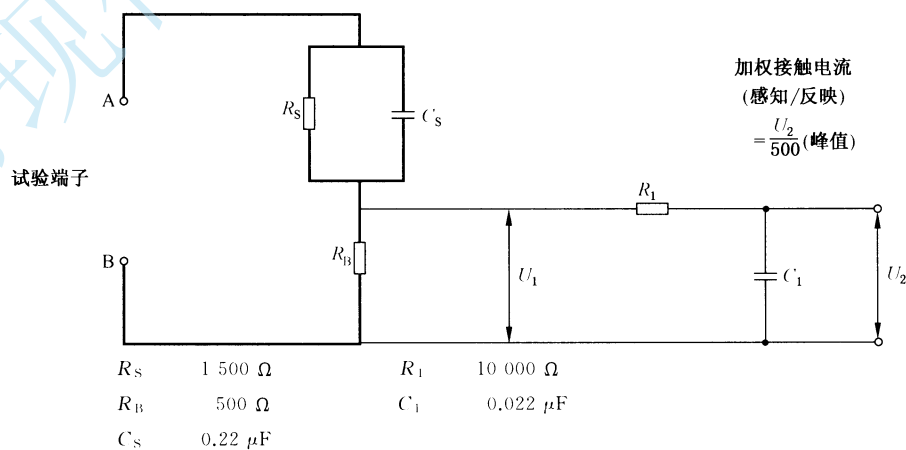 加权接触电流
(感知/反映)
= U₂/500 (峰值)
A
R_S
C_S
试验端子
R_1
B
R_B
U_1
C_1
U_2
R_S 1 500 Ω
R_1 10 000 Ω
R_B 500 Ω
C_1 0.022 μF
C_S 0.22 μF